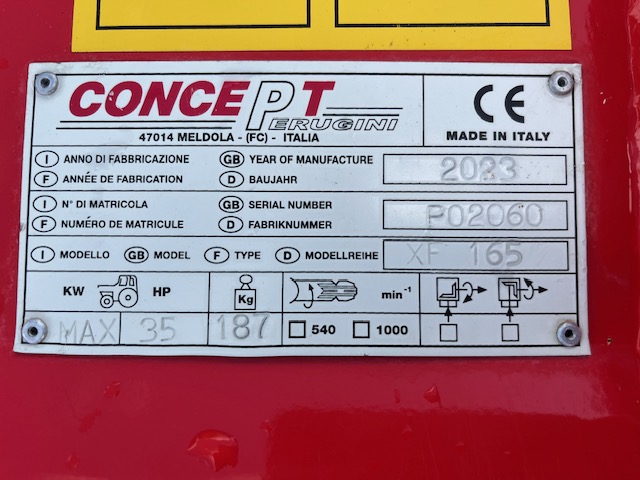 CONCEPT
PERUGINI
47014 MELDOLA - (FC) - ITALIA
CE
MADE IN ITALY
I ANNO DI FABBRICAZIONE GB YEAR OF MANUFACTURE 2023
F ANNÉE DE FABRICATION D BAUJAHR
I N° DI MATRICOLA GB SERIAL NUMBER P02060
F NUMÉRO DE MATRICULE D FABRIKNUMMER
I MODELLO GB MODEL F TYPE D MODELLREIHE XF 165
KW HP Kg min-1
MAX 35 187 540 1000